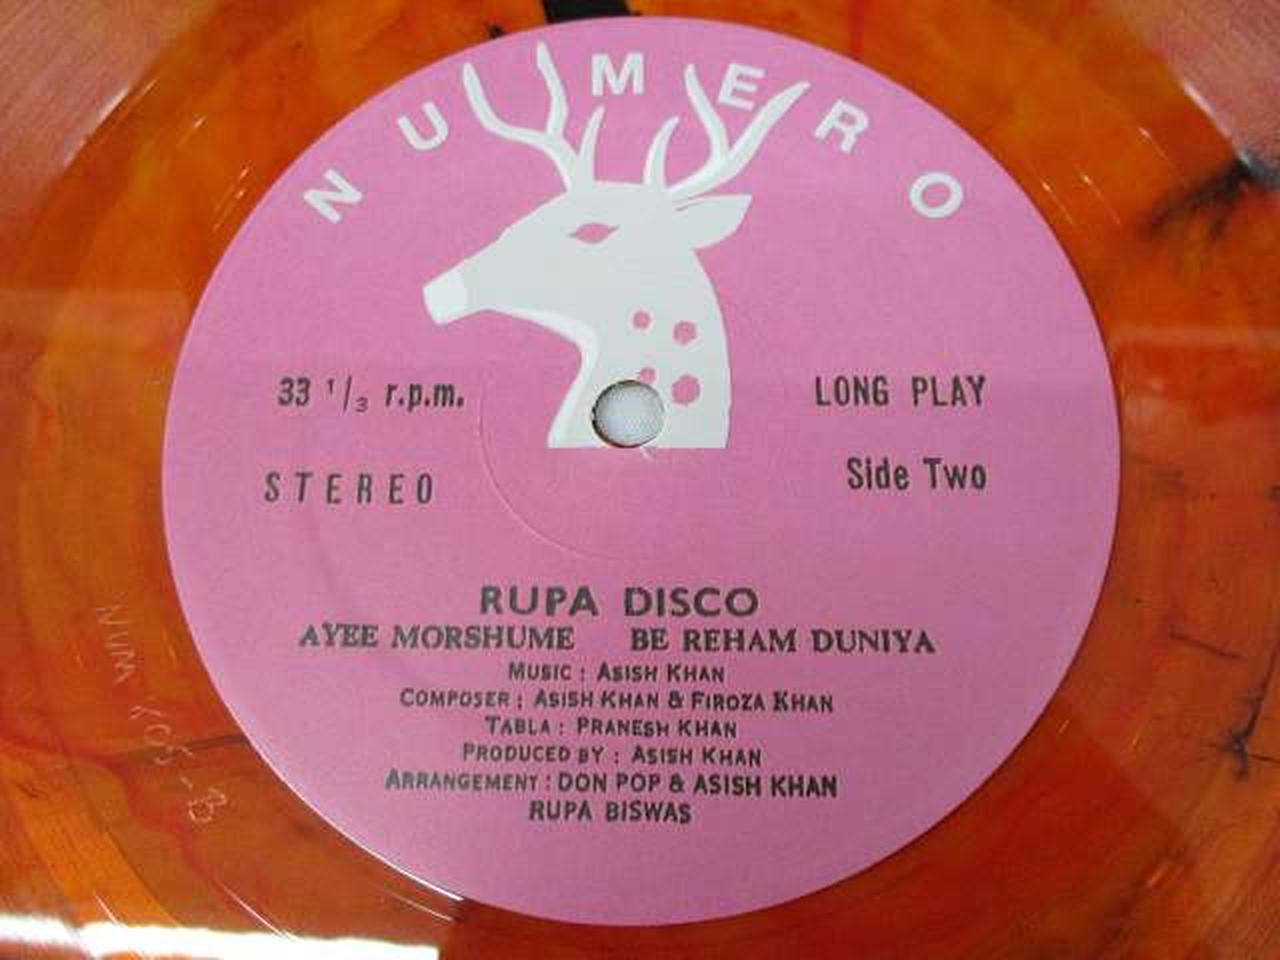 NUMERO
33 1/3 r.p.m.
LONG PLAY
STEREO
Side Two
RUPA DISCO
AYEE MORSHUME BE REHAM DUNIYA
MUSIC : ASISH KHAN
COMPOSER : ASISH KHAN & FIROZA KHAN
TABLA : PRANESH KHAN
PRODUCED BY : ASISH KHAN
ARRANGEMENT : DON POP & ASISH KHAN
RUPA BISWAS